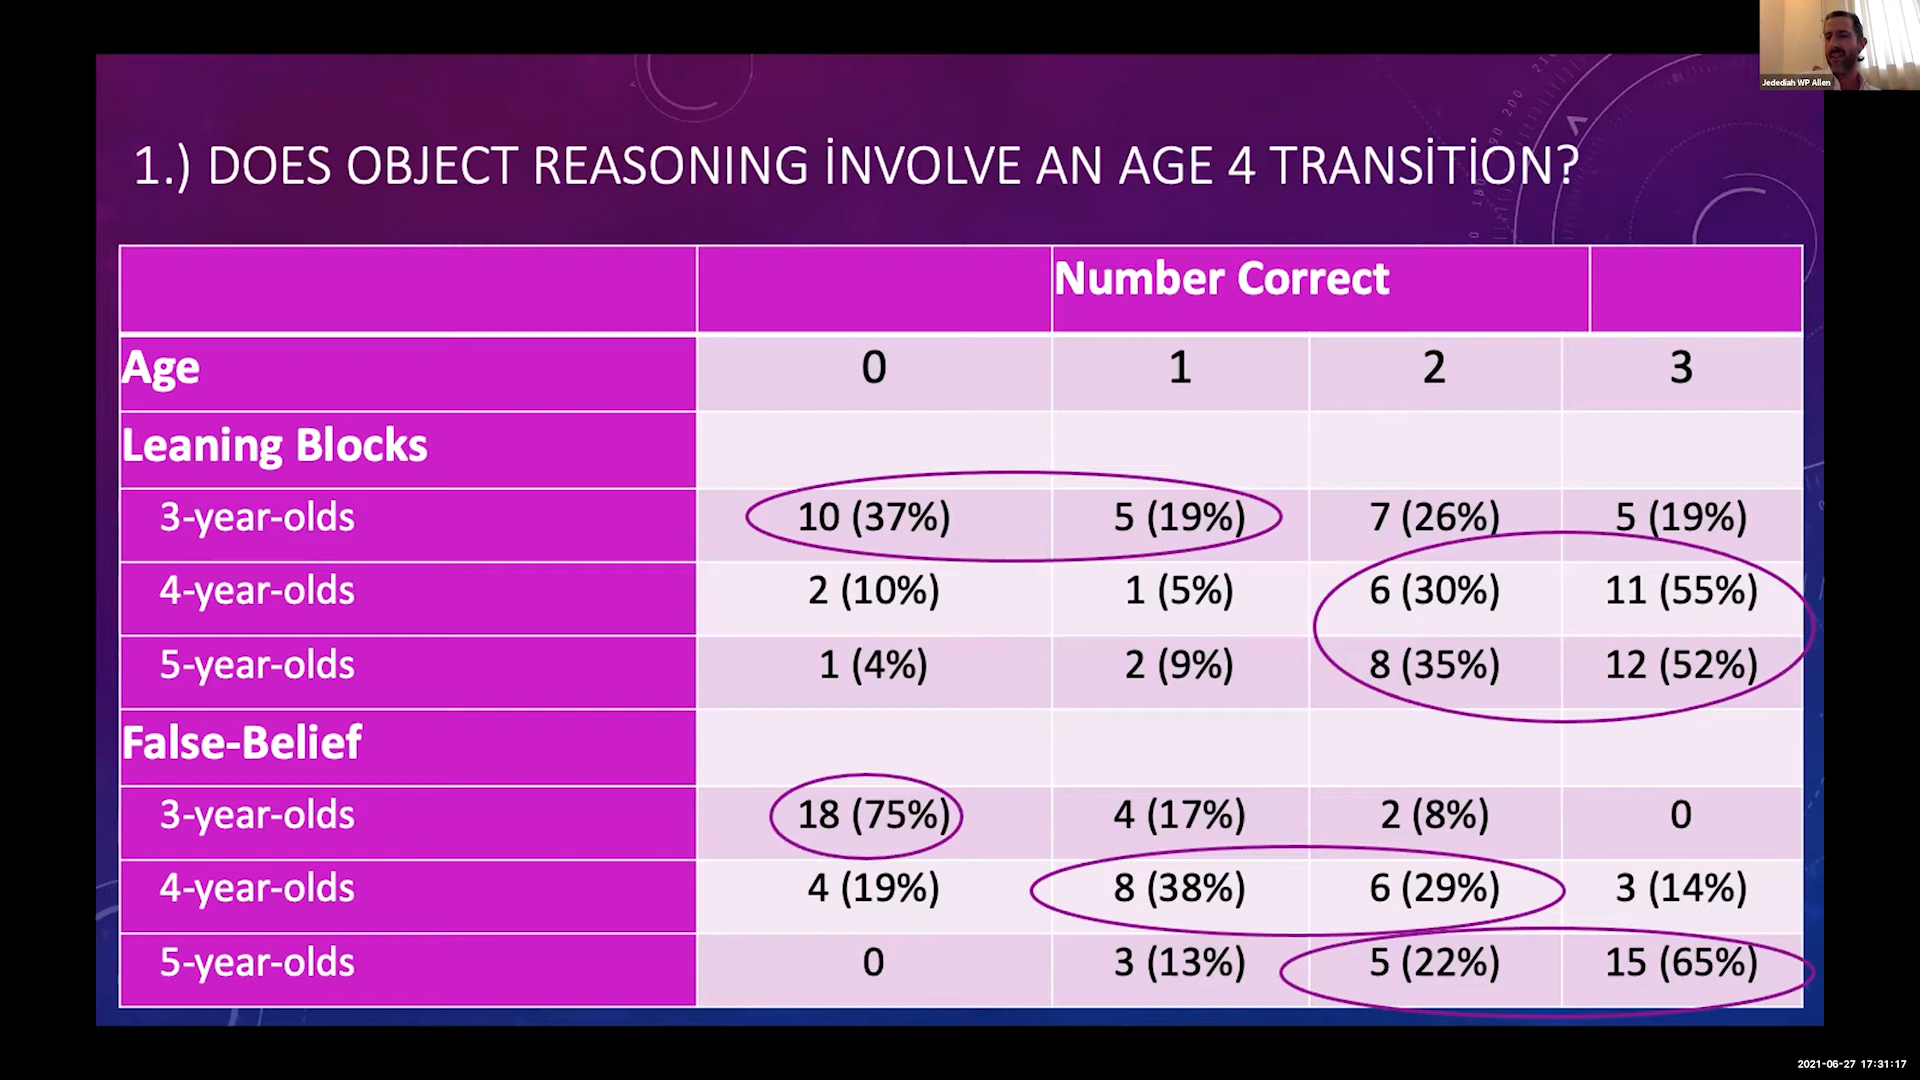 Jedediah WP Allen
1.) DOES OBJECT REASONING İNVOLVE AN AGE 4 TRANSİTİON?
Number Correct
Age 0 1 2 3
Leaning Blocks
3-year-olds 10 (37%) 5 (19%) 7 (26%) 5 (19%)
4-year-olds 2 (10%) 1 (5%) 6 (30%) 11 (55%)
5-year-olds 1 (4%) 2 (9%) 8 (35%) 12 (52%)
False-Belief
3-year-olds 18 (75%) 4 (17%) 2 (8%) 0
4-year-olds 4 (19%) 8 (38%) 6 (29%) 3 (14%)
5-year-olds 0 3 (13%) 5 (22%) 15 (65%)
2021-06-27 17:31:17